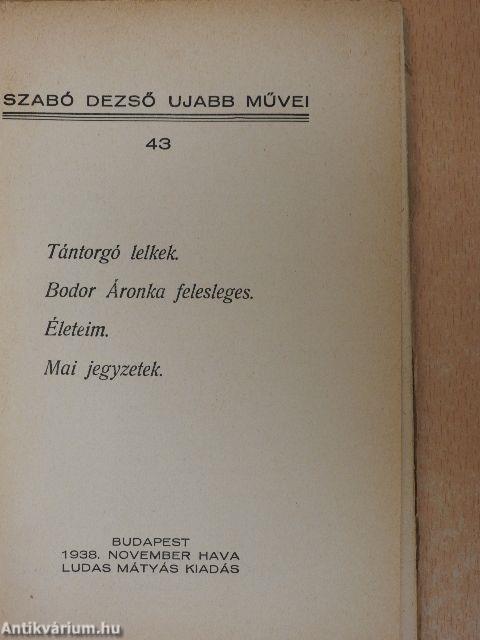 SZABÓ DEZSŐ UJABB MŰVEI
43
Tántorgó lelkek.
Bodor Áronka felesleges.
Életeim.
Mai jegyzetek.
BUDAPEST
1938. NOVEMBER HAVA
LUDAS MÁTYÁS KIADÁS
Antikvárium.hu